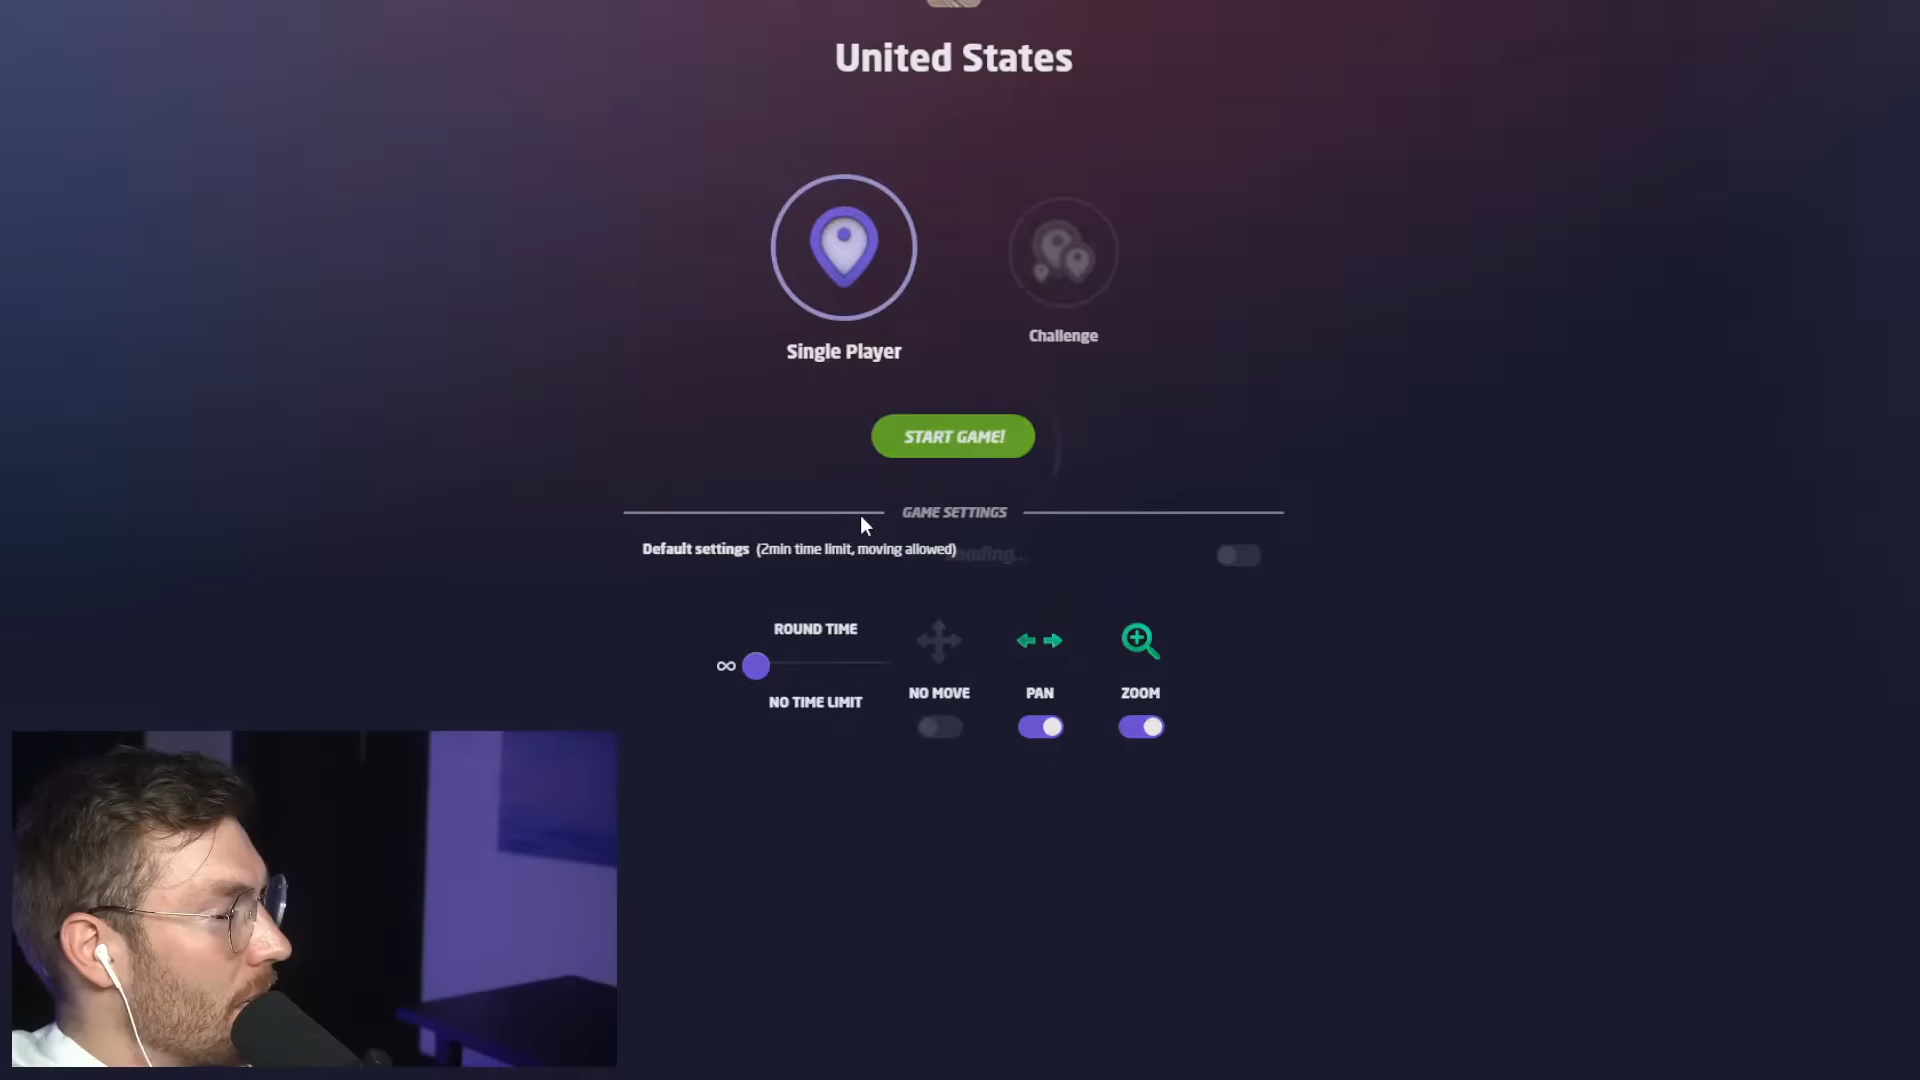 United States
Single Player
Challenge
START GAME!
GAME SETTINGS
Default settings (2min time limit, moving allowed)
Loading...
ROUND TIME
∞
NO TIME LIMIT
NO MOVE
PAN
ZOOM